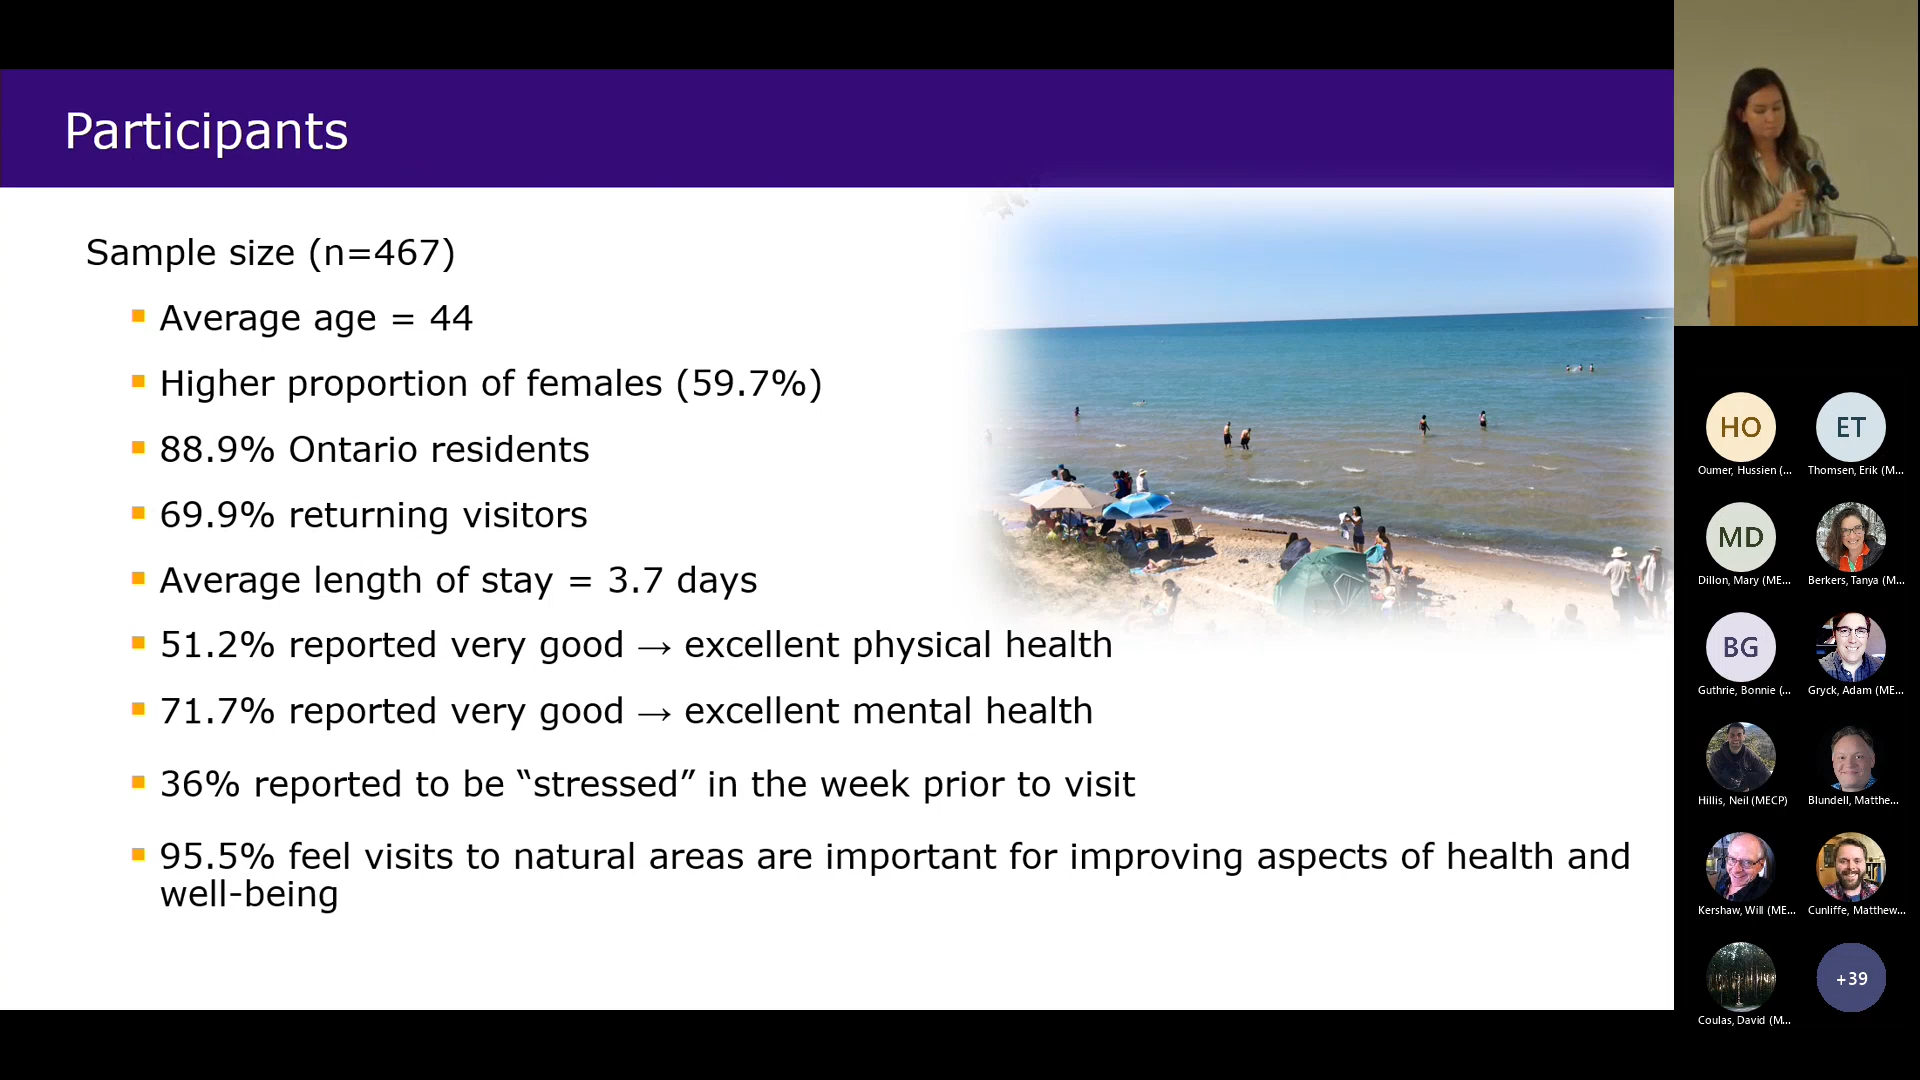 Participants
Sample size (n=467)
Average age = 44
Higher proportion of females (59.7%)
88.9% Ontario residents
69.9% returning visitors
Average length of stay = 3.7 days
51.2% reported very good → excellent physical health
71.7% reported very good → excellent mental health
36% reported to be “stressed” in the week prior to visit
95.5% feel visits to natural areas are important for improving aspects of health and
well-being
HO
ET
Oumer, Hussien (...
Thomsen, Erik (M...
MD
Dillon, Mary (ME...
Berkers, Tanya (M...
BG
Guthrie, Bonnie (...
Gryck, Adam (ME...
Hillis, Neil (MECP)
Blundell, Matthe...
Kershaw, Will (ME...
Cunliffe, Matthew...
+39
Coulas, David (M...